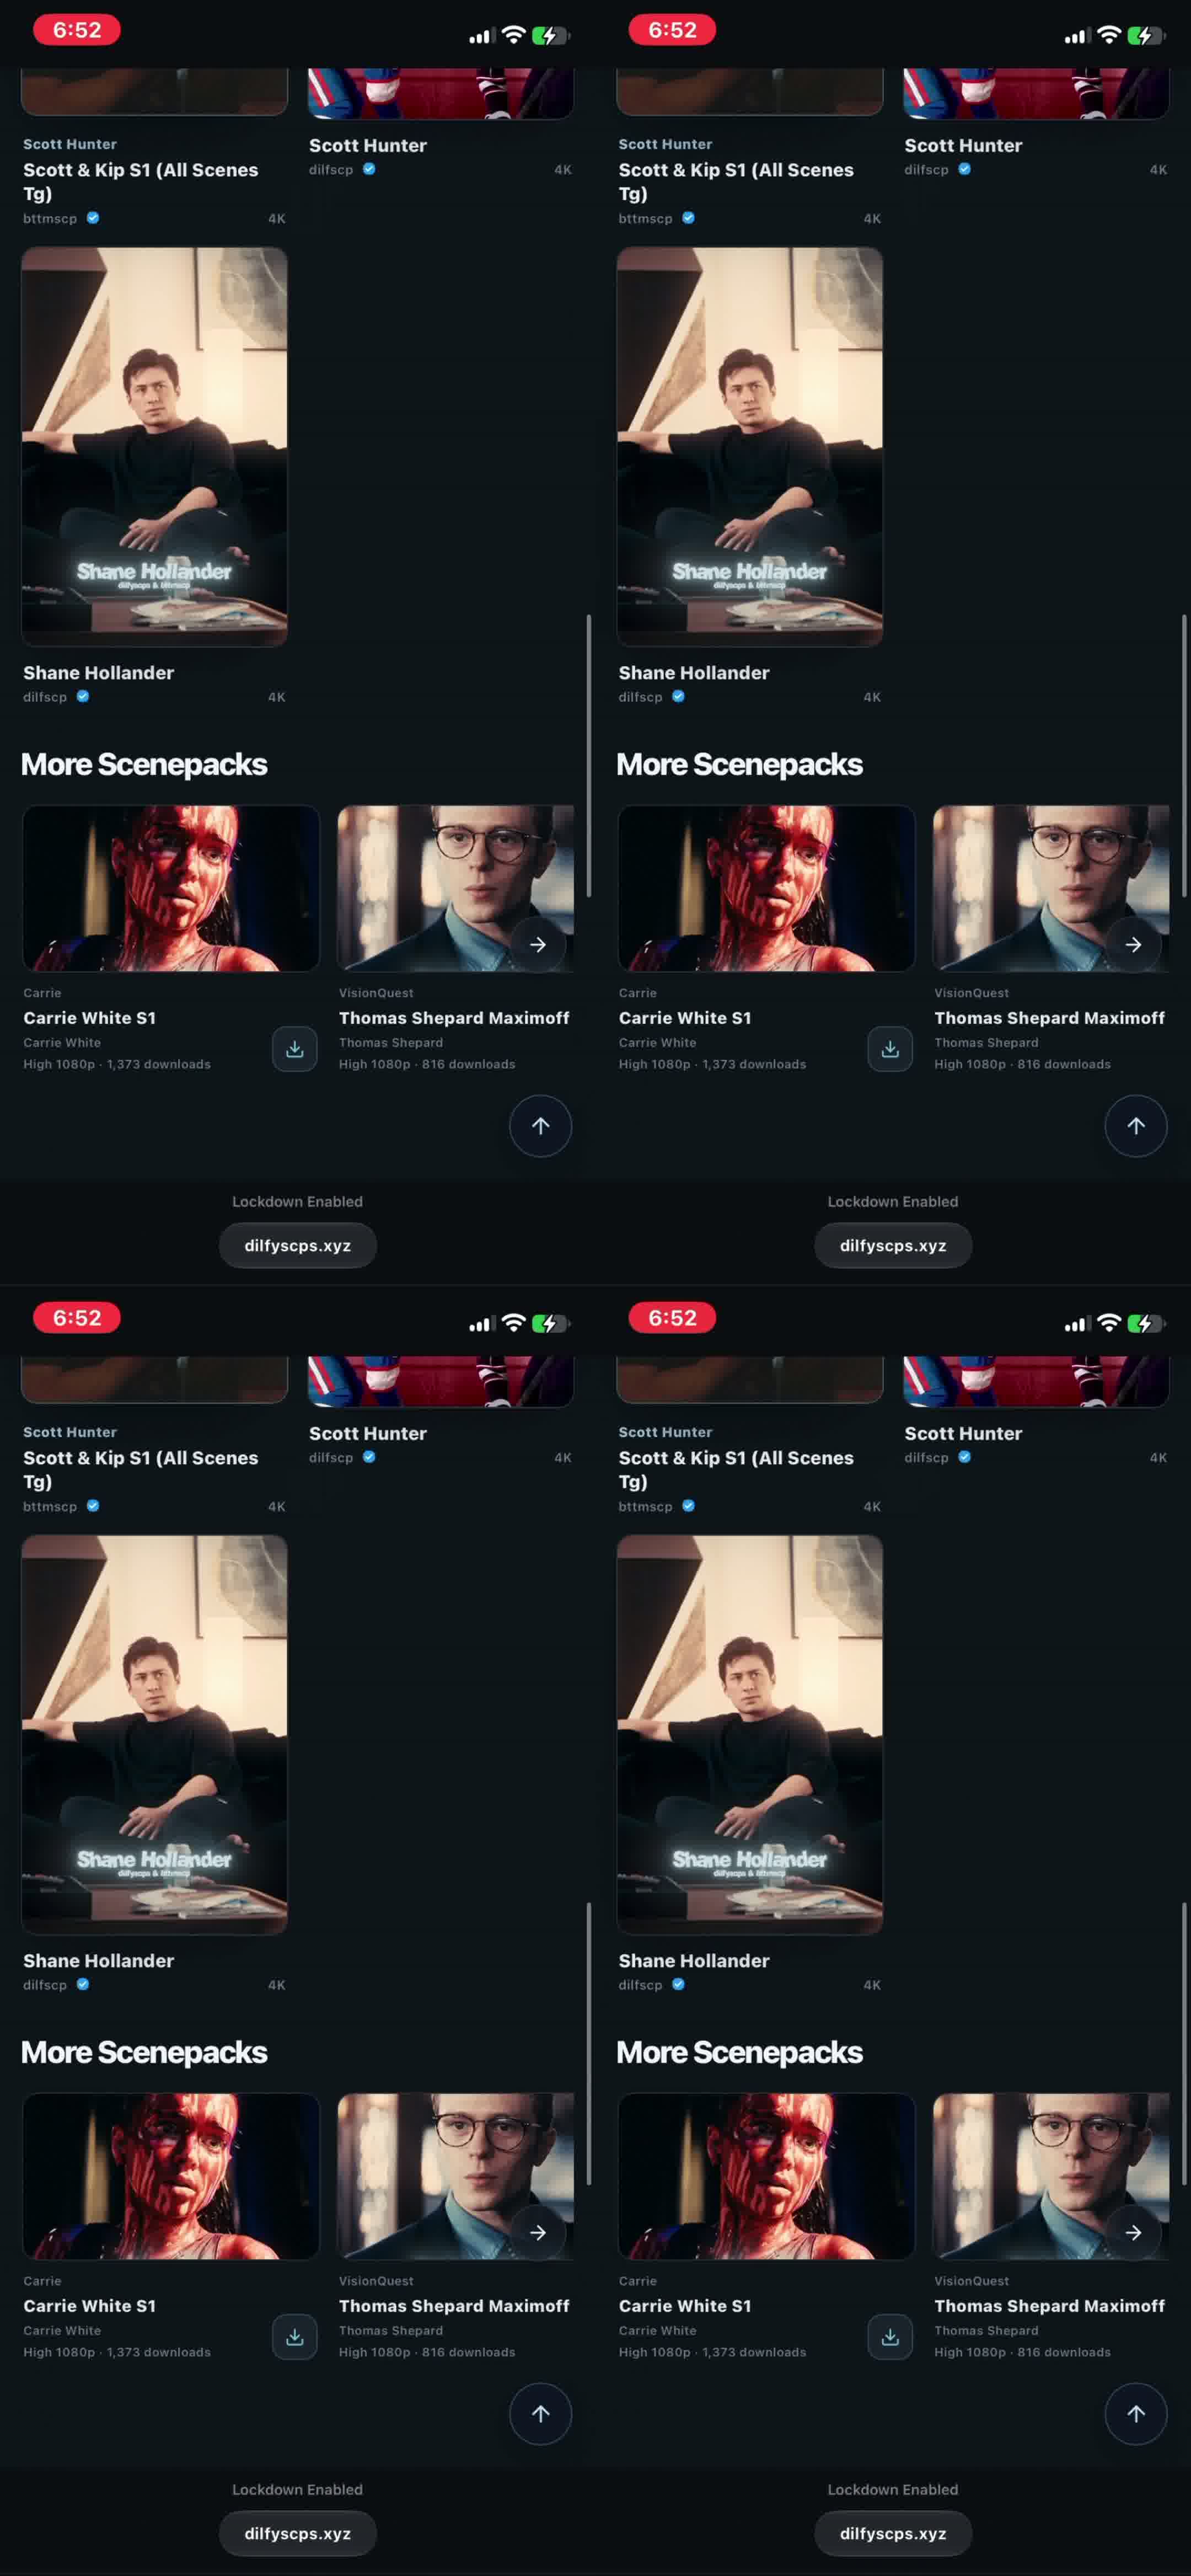 6:52
Scott Hunter
Scott & Kip S1 (All Scenes
Tg)
bttmscp 4K
Scott Hunter
dilfscp 4K
Shane Hollander
dilfyscps & bttmscp
Shane Hollander
dilfscp 4K
More Scenepacks
Carrie
Carrie White S1
Carrie White
High 1080p · 1,373 downloads
VisionQuest
Thomas Shepard Maximoff
Thomas Shepard
High 1080p · 816 downloads
Lockdown Enabled
dilfyscps.xyz
6:52
Scott Hunter
Scott & Kip S1 (All Scenes
Tg)
bttmscp 4K
Scott Hunter
dilfscp 4K
Shane Hollander
dilfyscps & bttmscp
Shane Hollander
dilfscp 4K
More Scenepacks
Carrie
Carrie White S1
Carrie White
High 1080p · 1,373 downloads
VisionQuest
Thomas Shepard Maximoff
Thomas Shepard
High 1080p · 816 downloads
Lockdown Enabled
dilfyscps.xyz
6:52
Scott Hunter
Scott & Kip S1 (All Scenes
Tg)
bttmscp 4K
Scott Hunter
dilfscp 4K
Shane Hollander
dilfyscps & bttmscp
Shane Hollander
dilfscp 4K
More Scenepacks
Carrie
Carrie White S1
Carrie White
High 1080p · 1,373 downloads
VisionQuest
Thomas Shepard Maximoff
Thomas Shepard
High 1080p · 816 downloads
Lockdown Enabled
dilfyscps.xyz
6:52
Scott Hunter
Scott & Kip S1 (All Scenes
Tg)
bttmscp 4K
Scott Hunter
dilfscp 4K
Shane Hollander
dilfyscps & bttmscp
Shane Hollander
dilfscp 4K
More Scenepacks
Carrie
Carrie White S1
Carrie White
High 1080p · 1,373 downloads
VisionQuest
Thomas Shepard Maximoff
Thomas Shepard
High 1080p · 816 downloads
Lockdown Enabled
dilfyscps.xyz